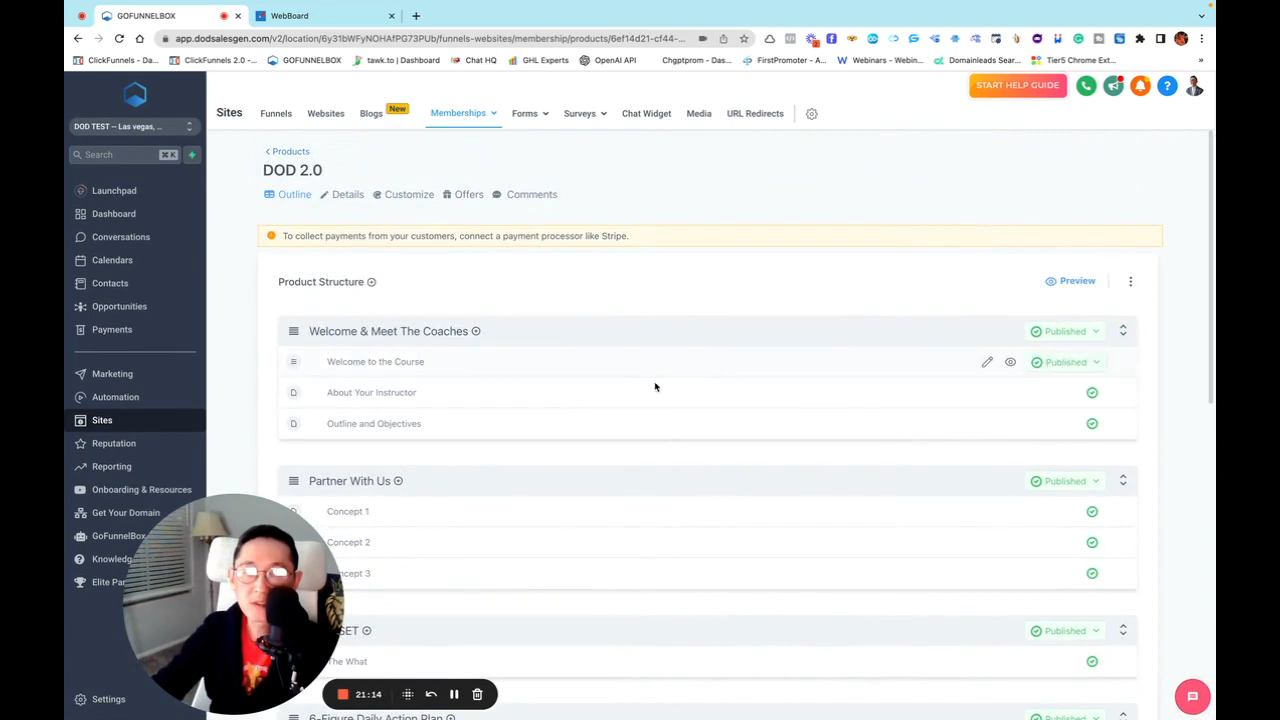 GOFUNNELBOX
WebBoard
app.dodsalesgen.com/v2/location/6y31bWFyNOHAfPG73PUb/funnels-websites/membership/products/6ef14d21-cf44-...
ClickFunnels - Da...
ClickFunnels 2.0 -...
GOFUNNELBOX
tawk.to | Dashboard
Chat HQ
GHL Experts
OpenAI API
Chgptprom - Das...
FirstPromoter - A...
Webinars - Webin...
Domainleads Sear...
Tier5 Chrome Ext...
START HELP GUIDE
DOD TEST -- Las vegas, ...
Search
⌘ K
Launchpad
Dashboard
Conversations
Calendars
Contacts
Opportunities
Payments
Marketing
Automation
Sites
Reputation
Reporting
Onboarding & Resources
Get Your Domain
GoFunnelBox
Knowledg
Elite Par
Settings
Sites
Funnels
Websites
Blogs
New
Memberships
Forms
Surveys
Chat Widget
Media
URL Redirects
Products
DOD 2.0
Outline
Details
Customize
Offers
Comments
To collect payments from your customers, connect a payment processor like Stripe.
Product Structure
Preview
Welcome & Meet The Coaches
Published
Welcome to the Course
Published
About Your Instructor
Outline and Objectives
Partner With Us
Published
Concept 1
Concept 2
ncept 3
SET
Published
The What
21:14
6-Figure Daily Action Plan
Published